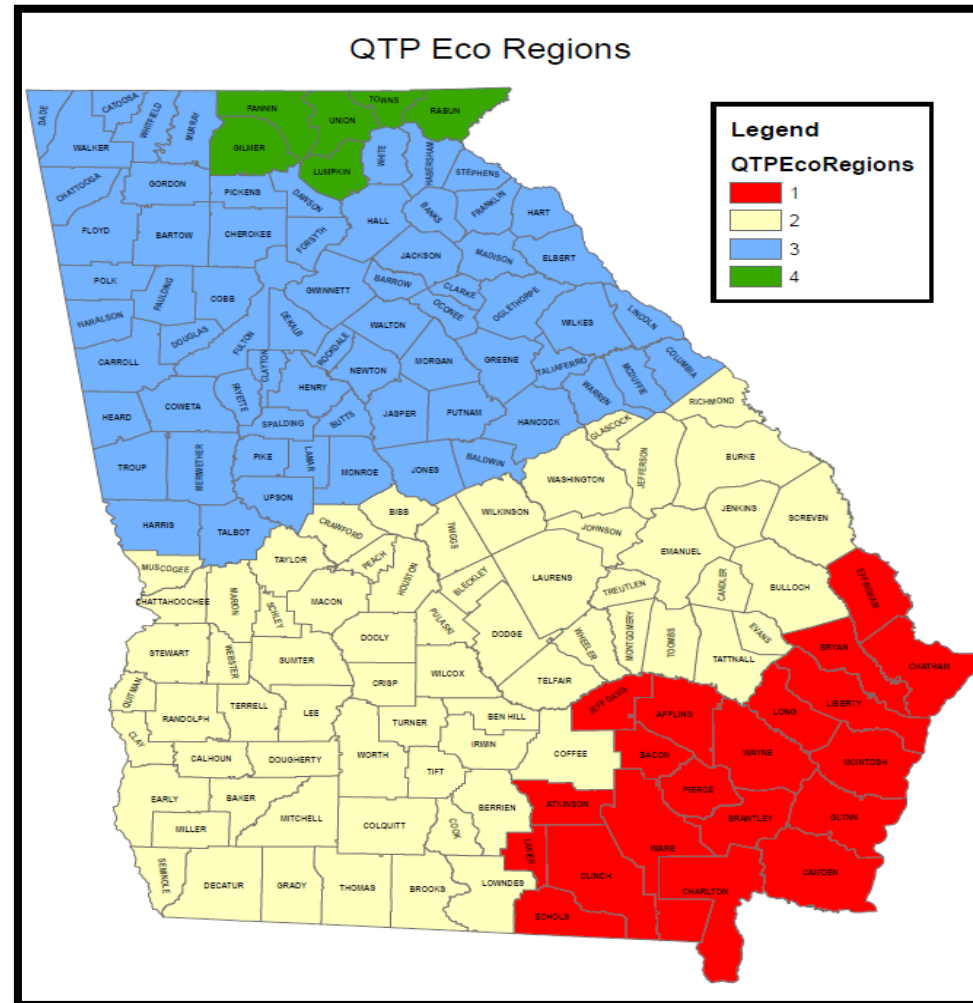 QTP Eco Regions
Legend
QTPEcoRegions
1
2
3
4
DADE
CATOOSA
WHITFIELD
MURRAY
WALKER
FANNIN
GILMER
UNION
TOWNS
RABUN
LUMPKIN
WHITE
HABERSHAM
STEPHENS
CHATTOOGA
GORDON
PICKENS
DAWSON
HALL
BANKS
FRANKLIN
HART
FLOYD
BARTOW
CHEROKEE
FORSYTH
JACKSON
MADISON
ELBERT
POLK
PAULDING
COBB
GWINNETT
BARROW
CLARKE
OCONEE
OGLETHORPE
HARALSON
DOUGLAS
FULTON
DEKALB
ROCKDALE
WALTON
WILKES
LINCOLN
CARROLL
CLAYTON
NEWTON
MORGAN
GREENE
TALIAFERRO
COLUMBIA
FAYETTE
HENRY
MCDUFFIE
WARREN
HEARD
COWETA
SPALDING
BUTTS
JASPER
PUTNAM
HANCOCK
RICHMOND
GLASCOCK
TROUP
MERIWETHER
PIKE
LAMAR
MONROE
JONES
BALDWIN
WASHINGTON
JEFFERSON
BURKE
UPSON
HARRIS
TALBOT
CRAWFORD
BIBB
TWIGGS
WILKINSON
JOHNSON
JENKINS
SCREVEN
EMANUEL
MUSCOGEE
TAYLOR
PEACH
HOUSTON
BLECKLEY
LAURENS
TREUTLEN
CANDLER
BULLOCH
EFFINGHAM
CHATTAHOOCHEE
MARION
SCHLEY
MACON
PULASKI
DODGE
WHEELER
MONTGOMERY
TOOMBS
EVANS
TATTNALL
BRYAN
CHATHAM
STEWART
WEBSTER
SUMTER
DOOLY
CRISP
WILCOX
TELFAIR
QUITMAN
RANDOLPH
TERRELL
LEE
TURNER
BEN HILL
JEFF DAVIS
APPLING
LONG
LIBERTY
CLAY
CALHOUN
DOUGHERTY
WORTH
IRWIN
TIFT
COFFEE
BACON
WAYNE
MCINTOSH
EARLY
BAKER
MITCHELL
COLQUITT
COOK
BERRIEN
ATKINSON
PIERCE
BRANTLEY
GLYNN
MILLER
LANIER
CLINCH
WARE
CAMDEN
SEMINOLE
DECATUR
GRADY
THOMAS
BROOKS
LOWNDES
ECHOLS
CHARLTON